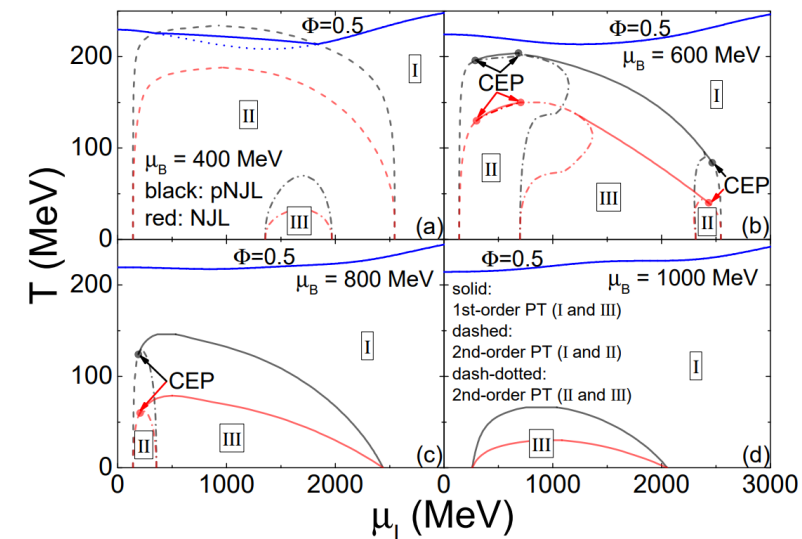 T (MeV)
200
100
0
Φ=0.5
I
II
μB = 400 MeV
black: pNJL
red: NJL
III
(a)
Φ=0.5
μB = 600 MeV
CEP
I
II
III
CEP
II
(b)
200
100
0
Φ=0.5
μB = 800 MeV
I
CEP
II
III
(c)
Φ=0.5
μB = 1000 MeV
solid:
1st-order PT (I and III)
dashed:
2nd-order PT (I and II)
dash-dotted:
2nd-order PT (II and III)
I
III
(d)
0 1000 2000 0 1000 2000 3000
μI (MeV)